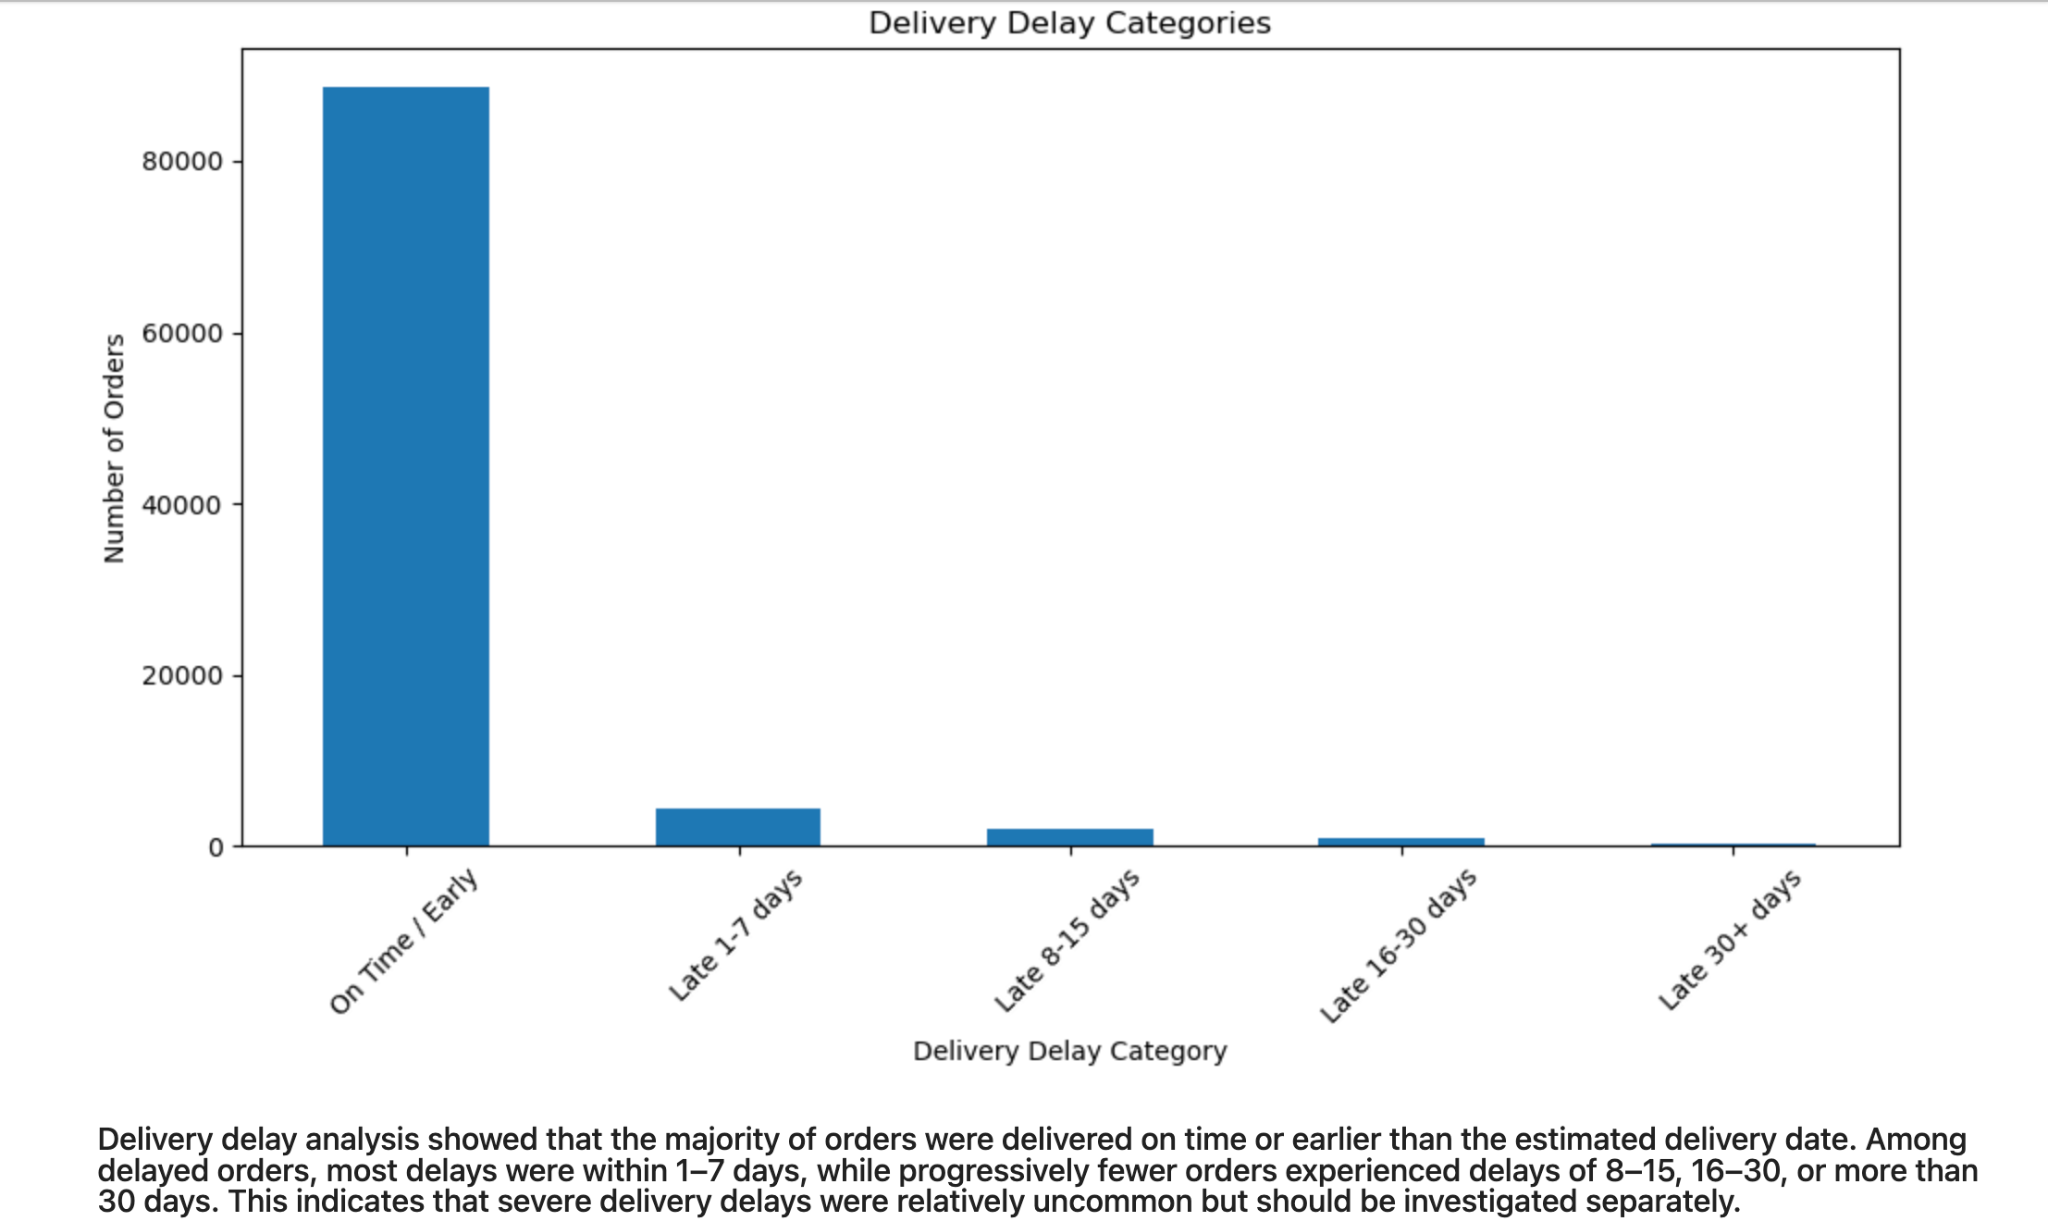 Delivery Delay Categories
80000
60000
40000
20000
0
Number of Orders
On Time / Early
Late 1-7 days
Late 8-15 days
Late 16-30 days
Late 30+ days
Delivery Delay Category
Delivery delay analysis showed that the majority of orders were delivered on time or earlier than the estimated delivery date. Among
delayed orders, most delays were within 1–7 days, while progressively fewer orders experienced delays of 8–15, 16–30, or more than
30 days. This indicates that severe delivery delays were relatively uncommon but should be investigated separately.